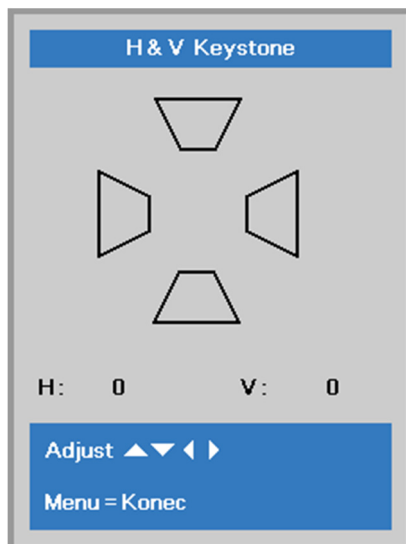 H & V Keystone
H: 0 V: 0
Adjust ▲▼◀▶
Menu = Konec